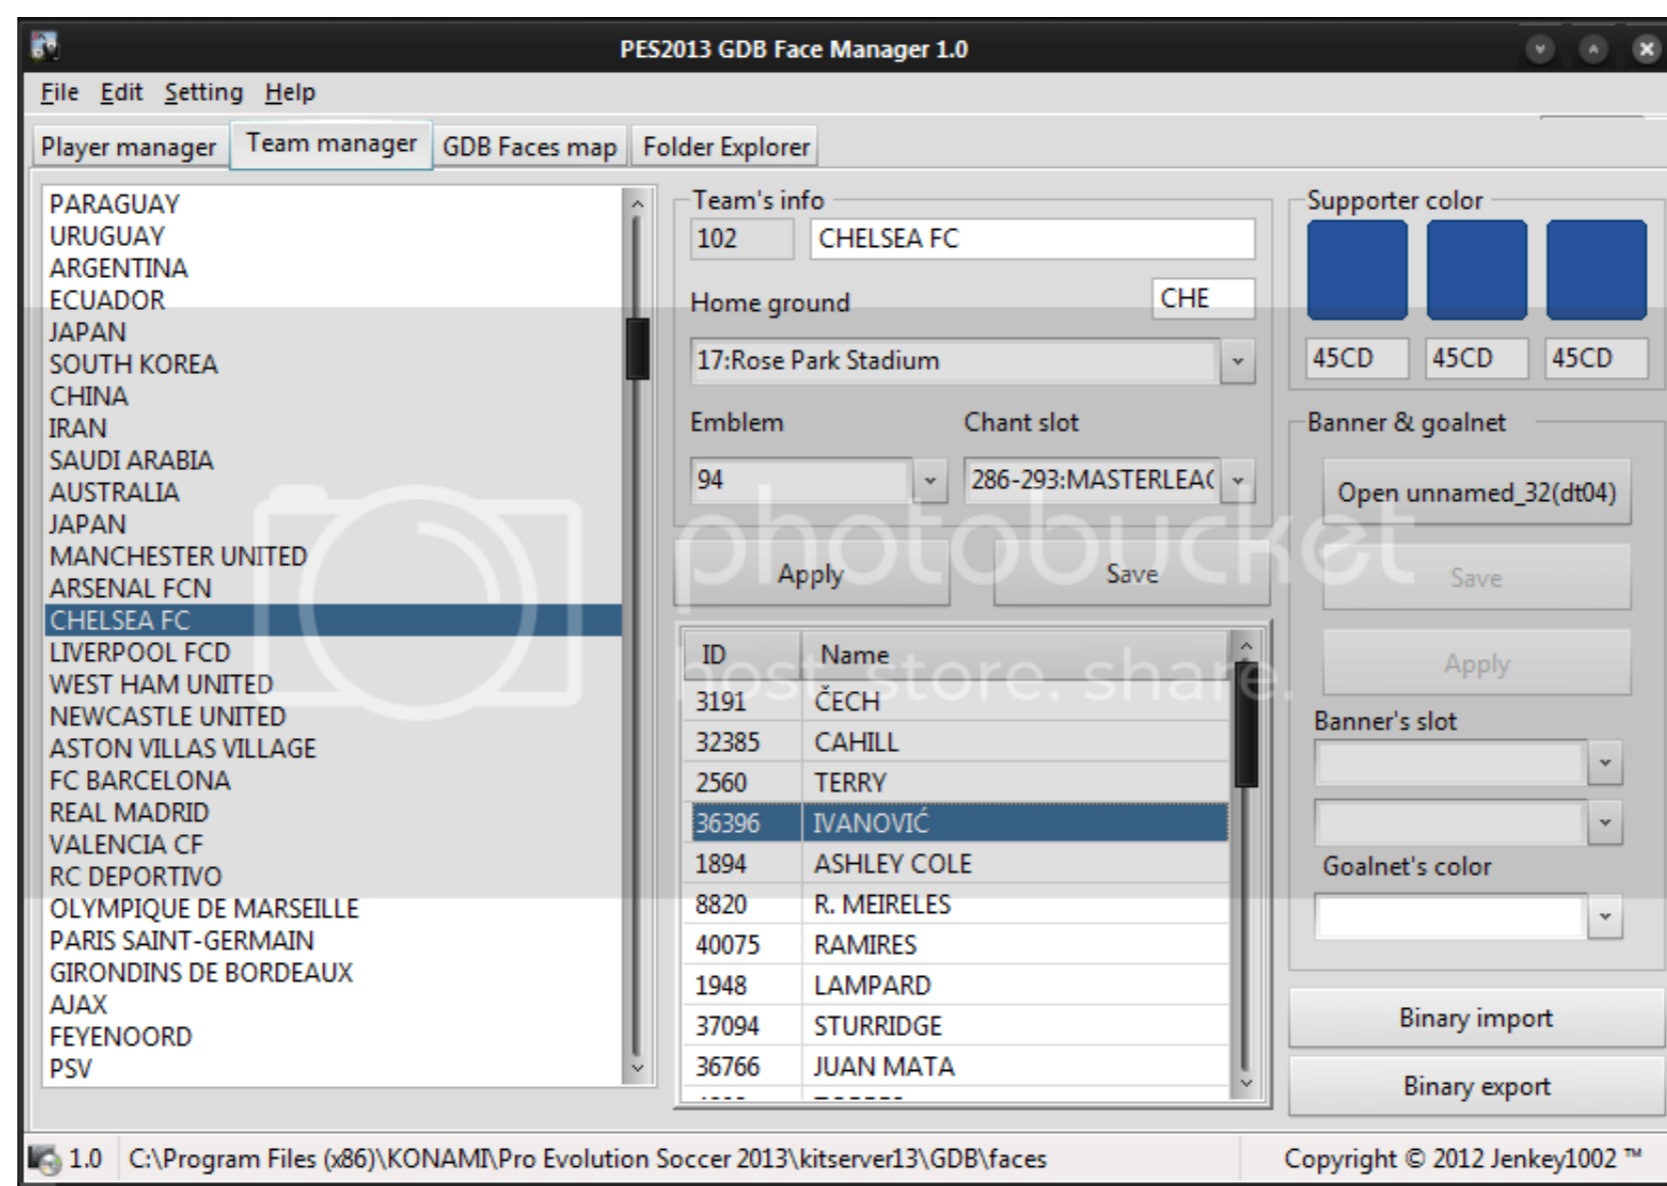 PES2013 GDB Face Manager 1.0
File Edit Setting Help
Player manager Team manager GDB Faces map Folder Explorer
PARAGUAY
URUGUAY
ARGENTINA
ECUADOR
JAPAN
SOUTH KOREA
CHINA
IRAN
SAUDI ARABIA
AUSTRALIA
JAPAN
MANCHESTER UNITED
ARSENAL FCN
CHELSEA FC
LIVERPOOL FCD
WEST HAM UNITED
NEWCASTLE UNITED
ASTON VILLAS VILLAGE
FC BARCELONA
REAL MADRID
VALENCIA CF
RC DEPORTIVO
OLYMPIQUE DE MARSEILLE
PARIS SAINT-GERMAIN
GIRONDINS DE BORDEAUX
AJAX
FEYENOORD
PSV
Team's info
102 CHELSEA FC
Home ground CHE
17:Rose Park Stadium
Emblem Chant slot
94 286-293:MASTERLEAG
Apply Save
ID Name
3191 ČECH
32385 CAHILL
2560 TERRY
36396 IVANOVIĆ
1894 ASHLEY COLE
8820 R. MEIRELES
40075 RAMIRES
1948 LAMPARD
37094 STURRIDGE
36766 JUAN MATA
Supporter color
45CD 45CD 45CD
Banner & goalnet
Open unnamed_32(dt04)
Save
Apply
Banner's slot
Goalnet's color
Binary import
Binary export
1.0 C:\Program Files (x86)\KONAMI\Pro Evolution Soccer 2013\kitserver13\GDB\faces Copyright © 2012 Jenkey1002 ™
photobucket
host. store. share.